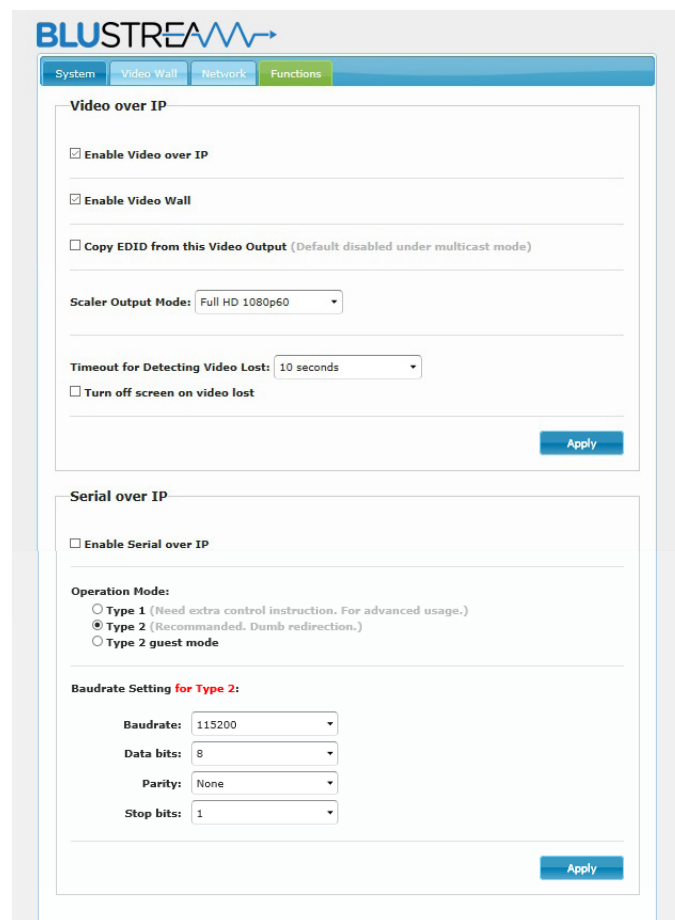 BLUSTREAM
System Video Wall Network Functions
Video over IP
Enable Video over IP
Enable Video Wall
Copy EDID from this Video Output (Default disabled under multicast mode)
Scaler Output Mode: Full HD 1080p60
Timeout for Detecting Video Lost: 10 seconds
Turn off screen on video lost
Apply
Serial over IP
Enable Serial over IP
Operation Mode:
Type 1 (Need extra control instruction. For advanced usage.)
Type 2 (Recommanded. Dumb redirection.)
Type 2 guest mode
Baudrate Setting for Type 2:
Baudrate: 115200
Data bits: 8
Parity: None
Stop bits: 1
Apply